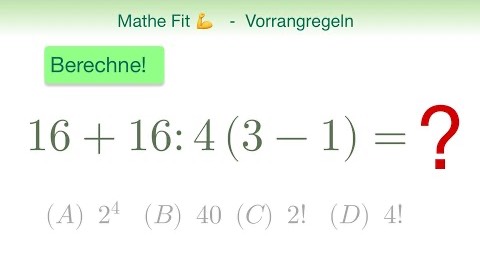 Mathe Fit 💪 - Vorrangregeln
Berechne!
16 + 16 : 4 (3 − 1) = ?
(A) 2⁴ (B) 40 (C) 2! (D) 4!